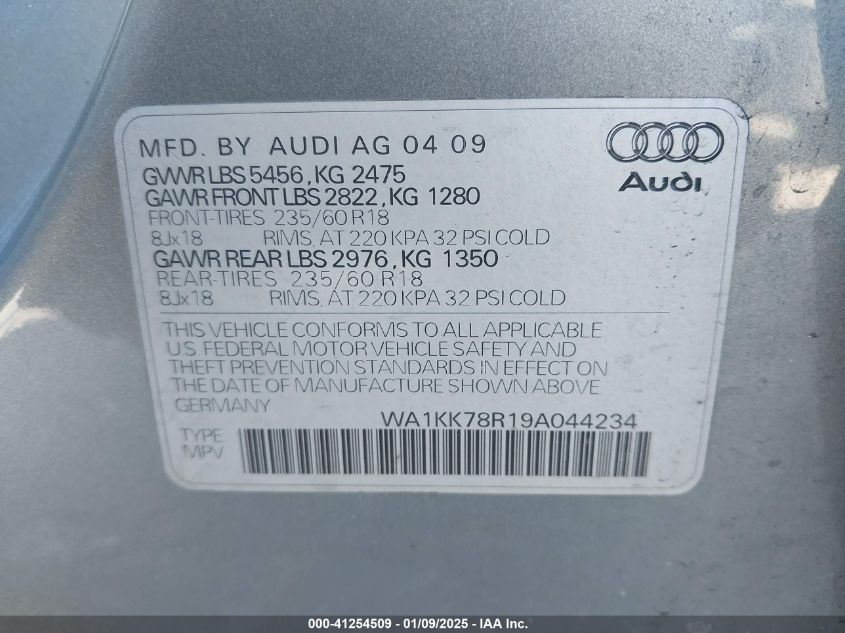 MFD. BY AUDI AG 04 09
GVWR LBS 5456, KG 2475
GAWR FRONT LBS 2822, KG 1280
FRONT-TIRES 235/60 R18
8Jx18 RIMS, AT 220 KPA 32 PSI COLD
GAWR REAR LBS 2976, KG 1350
REAR-TIRES 235/60 R18
8Jx18 RIMS, AT 220 KPA 32 PSI COLD
Audi
THIS VEHICLE CONFORMS TO ALL APPLICABLE
U.S. FEDERAL MOTOR VEHICLE SAFETY AND
THEFT PREVENTION STANDARDS IN EFFECT ON
THE DATE OF MANUFACTURE SHOWN ABOVE.
GERMANY
WA1KK78R19A044234
TYPE
MPV
000-41254509 - 01/09/2025 - IAA Inc.